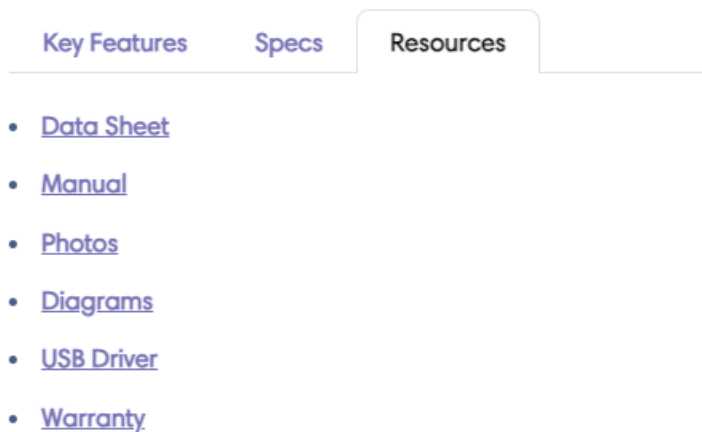 Key Features Specs Resources
Data Sheet
Manual
Photos
Diagrams
USB Driver
Warranty